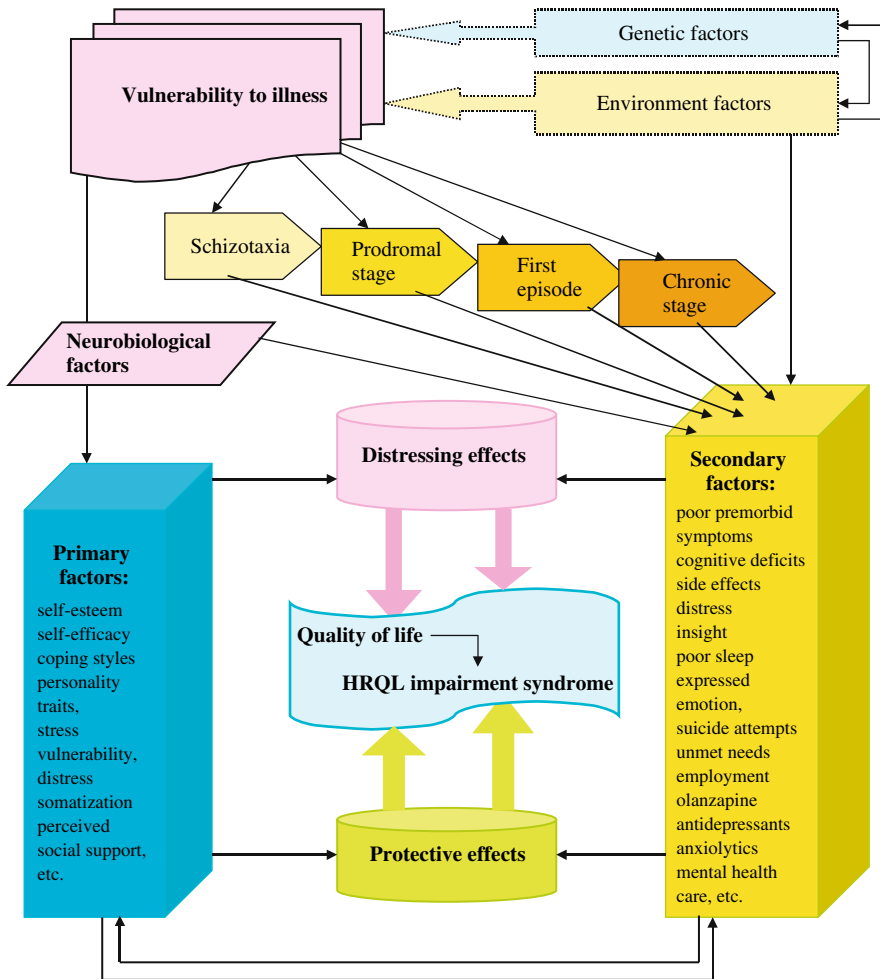 Genetic factors
Vulnerability to illness
Environment factors
Schizotaxia
Prodromal
stage
First
episode
Chronic
stage
Neurobiological
factors
Distressing effects
Primary
factors:
self-esteem
self-efficacy
coping styles
personality
traits,
stress
vulnerability,
distress
somatization
perceived
social support,
etc.
Quality of life
HRQL impairment syndrome
Protective effects
Secondary
factors:
poor premorbid
symptoms
cognitive deficits
side effects
distress
insight
poor sleep
expressed
emotion,
suicide attempts
unmet needs
employment
olanzapine
antidepressants
anxiolytics
mental health
care, etc.